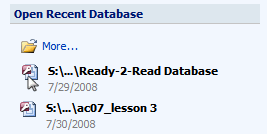 Open Recent Database
More...
S:\...\Ready-2-Read Database
7/29/2008
S:\...\ac07_lesson 3
7/30/2008